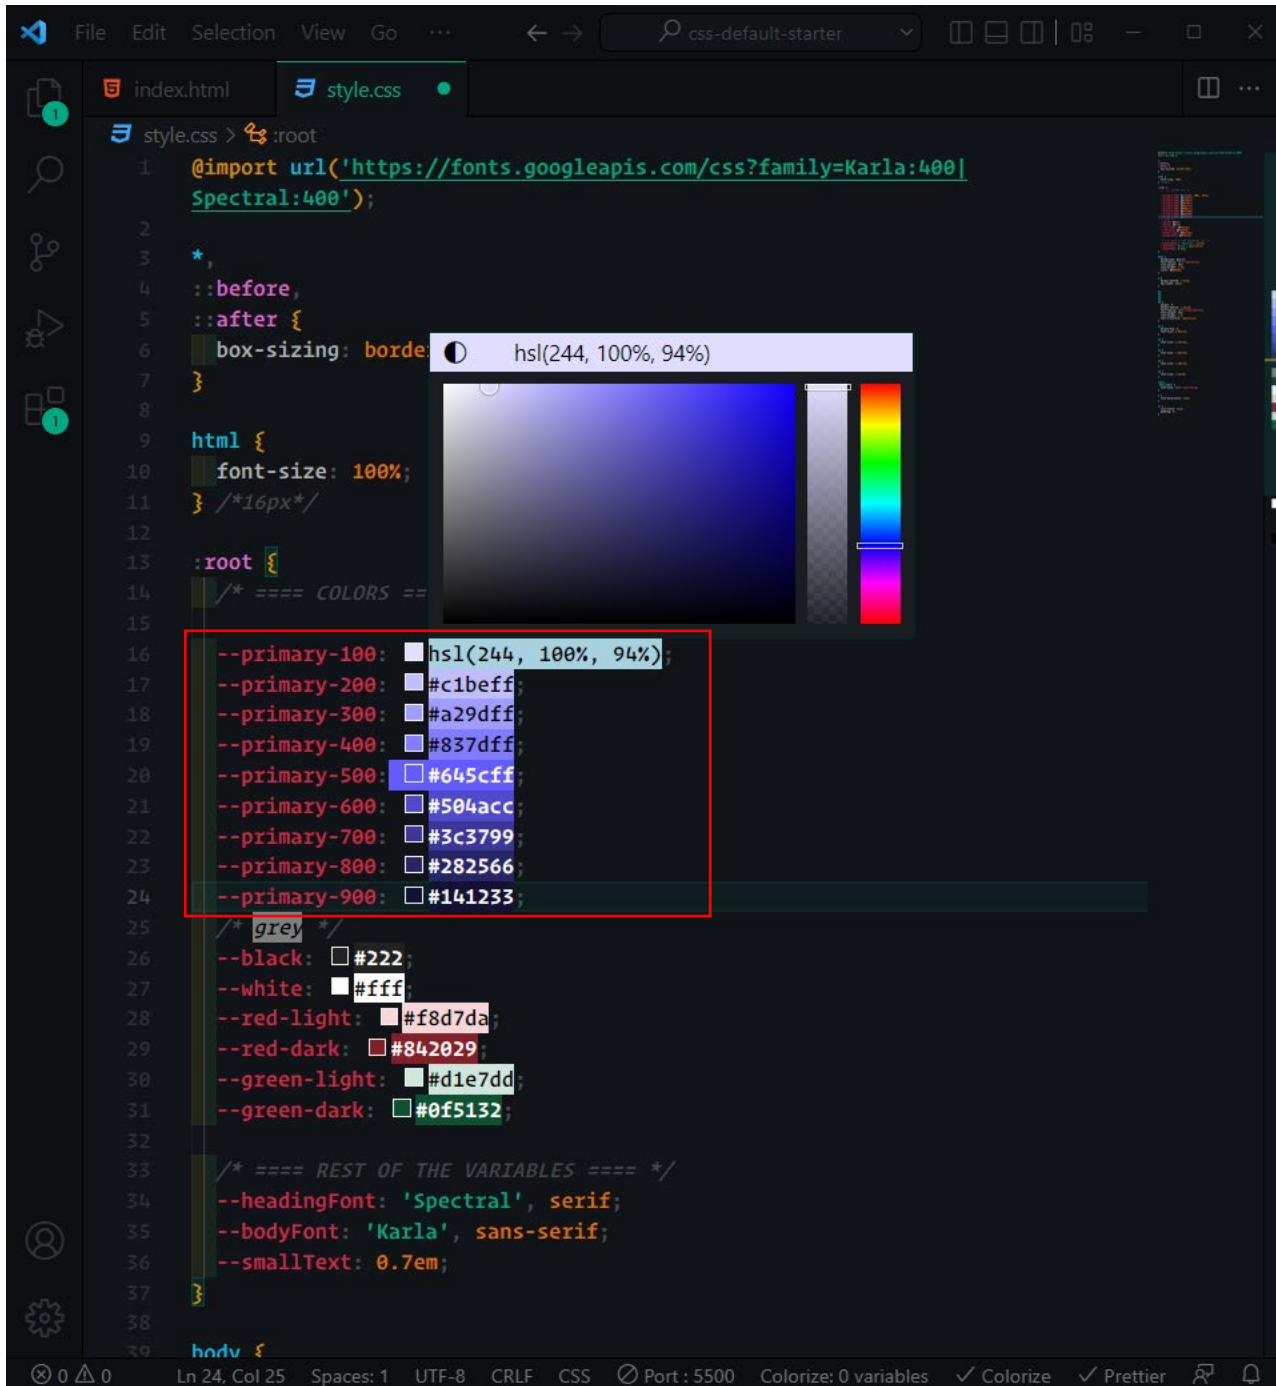 File Edit Selection View Go ··· css-default-starter
index.html style.css
style.css > :root
1 @import url('https://fonts.googleapis.com/css?family=Karla:400|
Spectral:400');
2
3 *,
4 ::before,
5 ::after {
6 box-sizing: borde
7 }
8
9 html {
10 font-size: 100%;
11 } /*16px*/
12
13 :root {
14 /* ==== COLORS ==
15
hsl(244, 100%, 94%)
16 --primary-100: hsl(244, 100%, 94%);
17 --primary-200: #c1beff;
18 --primary-300: #a29dff;
19 --primary-400: #837dff;
20 --primary-500: #645cff;
21 --primary-600: #504acc;
22 --primary-700: #3c3799;
23 --primary-800: #282566;
24 --primary-900: #141233;
25 /* grey */
26 --black: #222;
27 --white: #fff;
28 --red-light: #f8d7da;
29 --red-dark: #842029;
30 --green-light: #d1e7dd;
31 --green-dark: #0f5132;
32
33 /* ==== REST OF THE VARIABLES ==== */
34 --headingFont: 'Spectral', serif;
35 --bodyFont: 'Karla', sans-serif;
36 --smallText: 0.7em;
37 }
38
39 body {
1
1
0 0 Ln 24, Col 25 Spaces: 1 UTF-8 CRLF CSS Port : 5500 Colorize: 0 variables Colorize Prettier